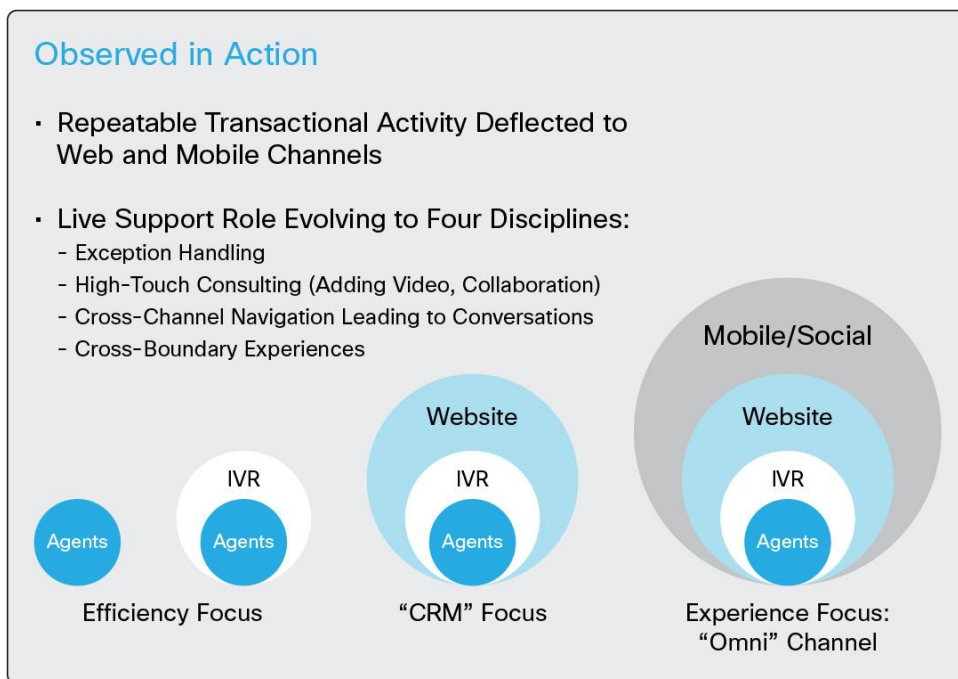 Observed in Action
· Repeatable Transactional Activity Deflected to
Web and Mobile Channels
· Live Support Role Evolving to Four Disciplines:
- Exception Handling
- High-Touch Consulting (Adding Video, Collaboration)
- Cross-Channel Navigation Leading to Conversations
- Cross-Boundary Experiences
Agents
IVR
Agents
Efficiency Focus
Website
IVR
Agents
“CRM” Focus
Mobile/Social
Website
IVR
Agents
Experience Focus:
“Omni” Channel